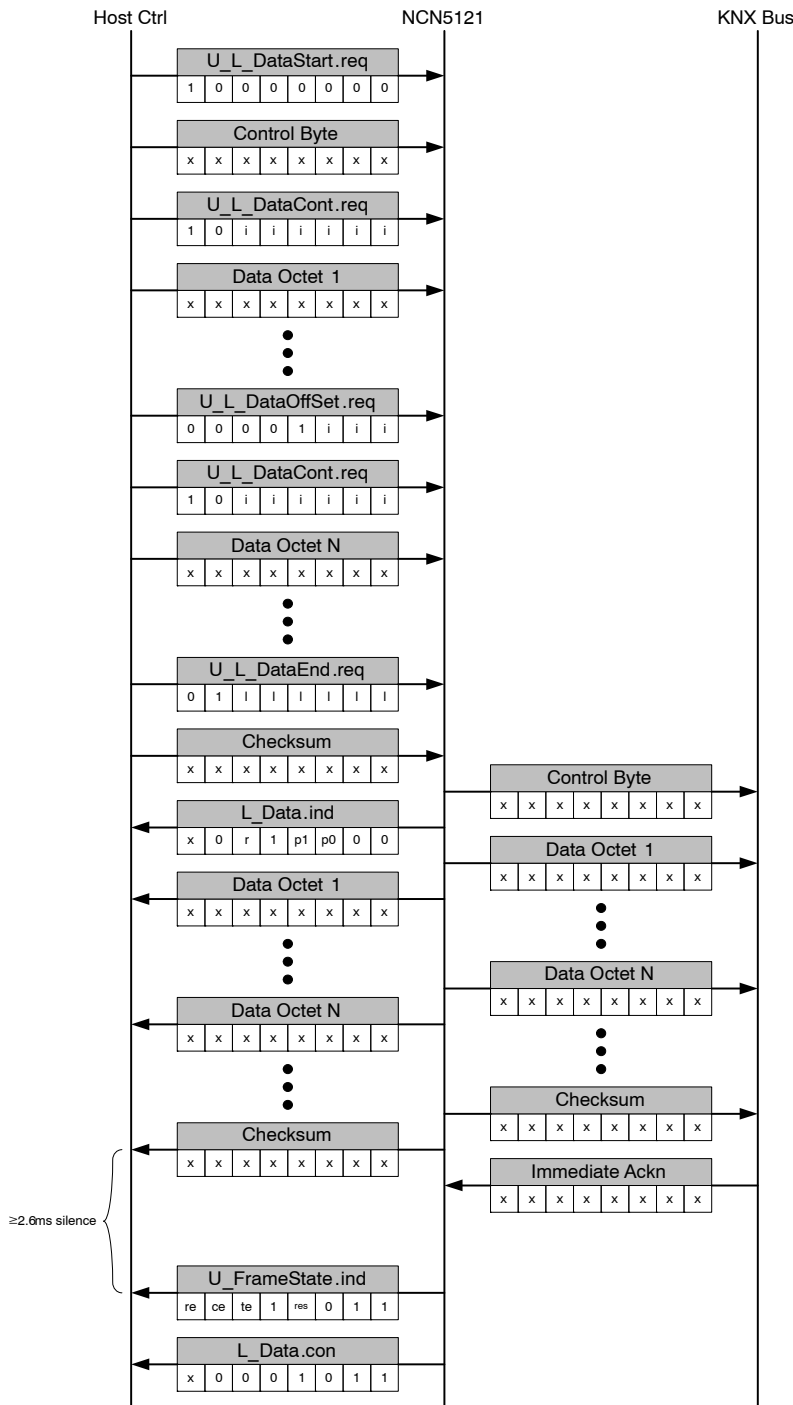 Host Ctrl NCN5121 KNX Bus
U_L_DataStart.req
1 0 0 0 0 0 0 0
Control Byte
x x x x x x x x
U_L_DataCont.req
1 0 i i i i i i
Data Octet 1
x x x x x x x x
U_L_DataOffSet.req
0 0 0 0 1 i i i
U_L_DataCont.req
1 0 i i i i i i
Data Octet N
x x x x x x x x
U_L_DataEnd.req
0 1 l l l l l l
Checksum
x x x x x x x x
Control Byte
x x x x x x x x
L_Data.ind
x 0 r 1 p1 p0 0 0
Data Octet 1
x x x x x x x x
Data Octet 1
x x x x x x x x
Data Octet N
x x x x x x x x
Data Octet N
x x x x x x x x
Checksum
x x x x x x x x
Checksum
x x x x x x x x
Immediate Ackn
x x x x x x x x
≥2.6ms silence
U_FrameState.ind
re ce te 1 res 0 1 1
L_Data.con
x 0 0 0 1 0 1 1